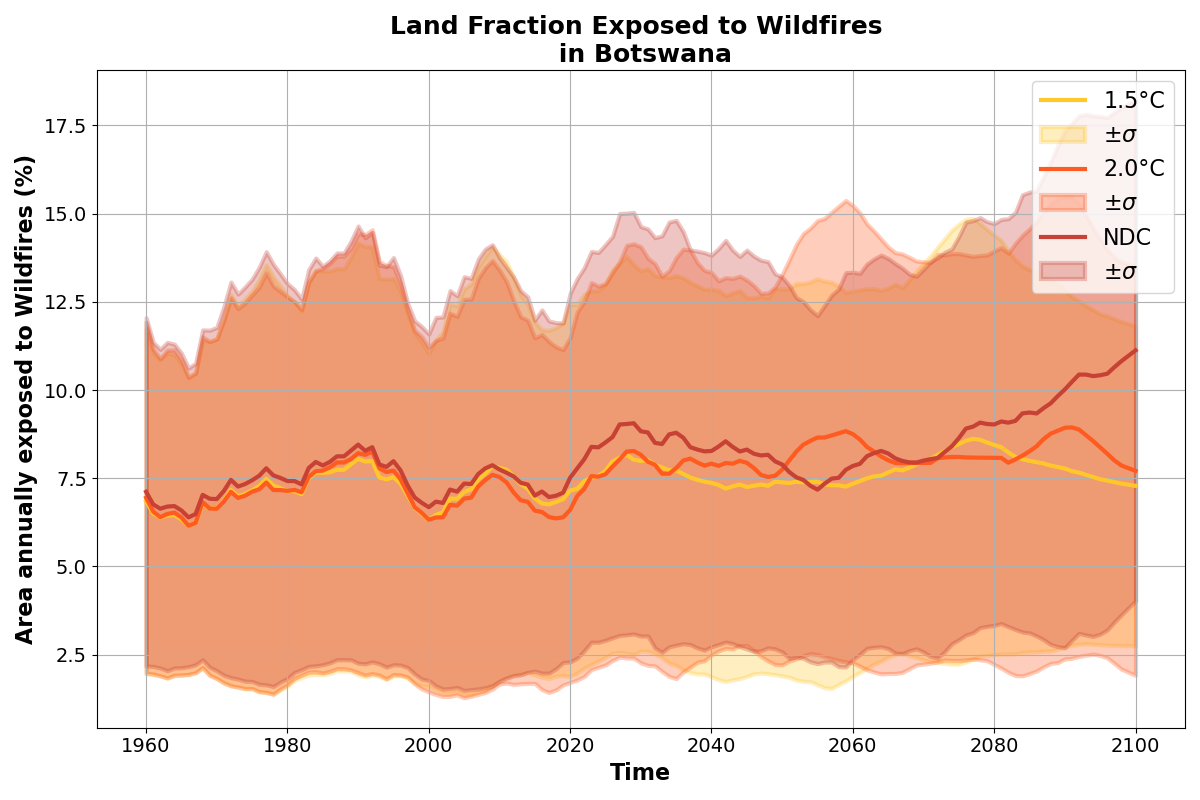 Land Fraction Exposed to Wildfires
in Botswana
Area annually exposed to Wildfires (%)
17.5
15.0
12.5
10.0
7.5
5.0
2.5
1.5°C
±σ
2.0°C
±σ
NDC
±σ
1960 1980 2000 2020 2040 2060 2080 2100
Time